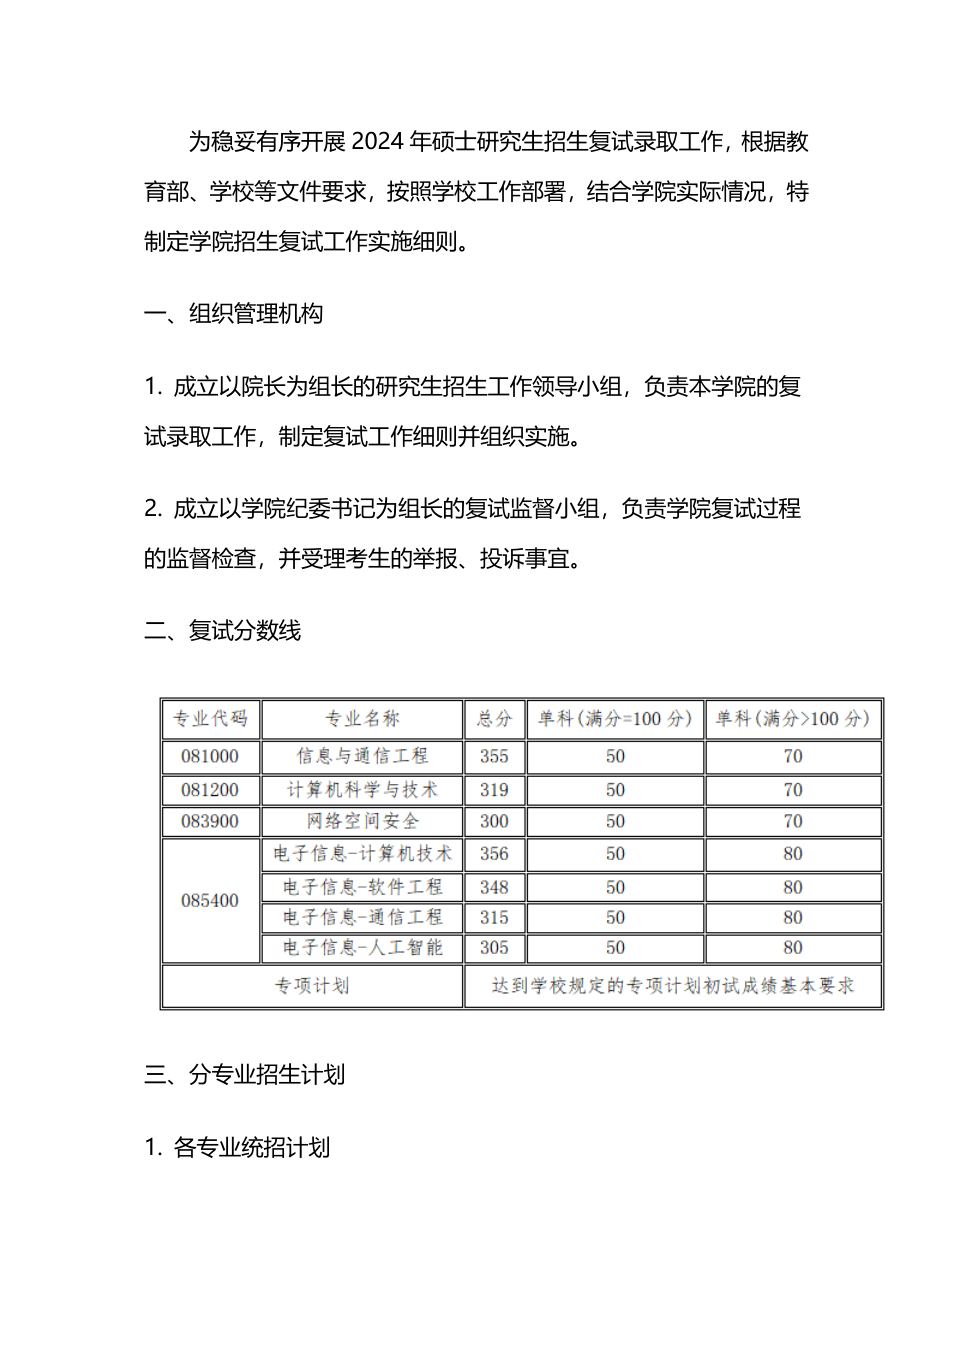 为稳妥有序开展 2024 年硕士研究生招生复试录取工作，根据教
育部、学校等文件要求，按照学校工作部署，结合学院实际情况，特
制定学院招生复试工作实施细则。
一、组织管理机构
1. 成立以院长为组长的研究生招生工作领导小组，负责本学院的复
试录取工作，制定复试工作细则并组织实施。
2. 成立以学院纪委书记为组长的复试监督小组，负责学院复试过程
的监督检查，并受理考生的举报、投诉事宜。
二、复试分数线
专业代码 专业名称 总分 单科(满分=100 分) 单科(满分>100 分)
081000 信息与通信工程 355 50 70
081200 计算机科学与技术 319 50 70
083900 网络空间安全 300 50 70
085400 电子信息-计算机技术 356 50 80
电子信息-软件工程 348 50 80
电子信息-通信工程 315 50 80
电子信息-人工智能 305 50 80
专项计划 达到学校规定的专项计划初试成绩基本要求
三、分专业招生计划
1. 各专业统招计划